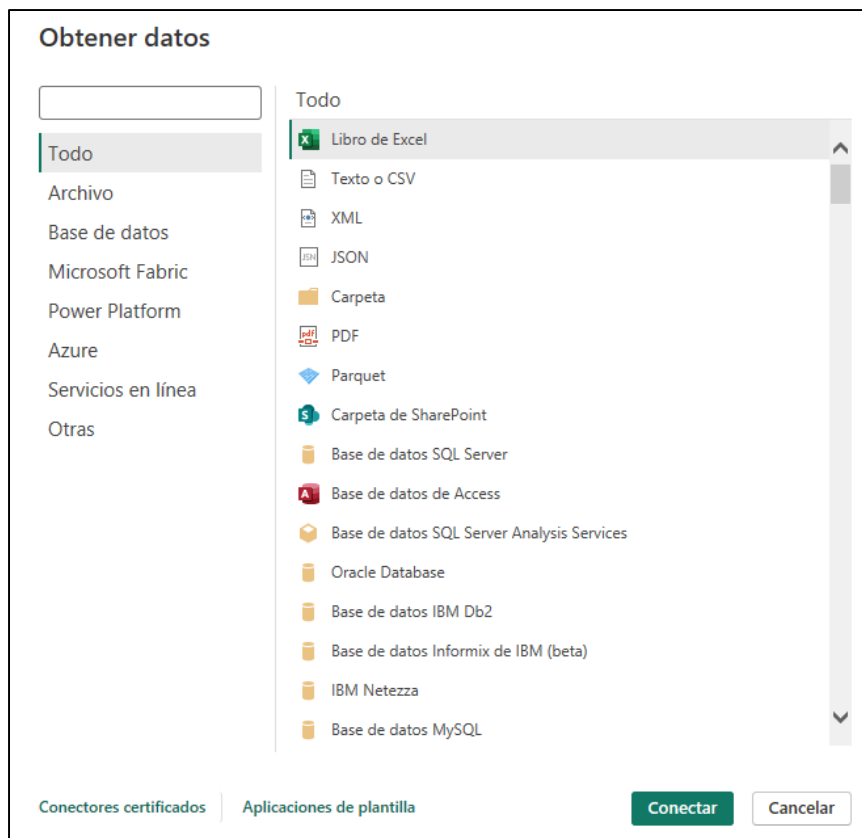 Obtener datos
Todo
Archivo
Base de datos
Microsoft Fabric
Power Platform
Azure
Servicios en línea
Otras
Todo
Libro de Excel
Texto o CSV
XML
JSN JSON
Carpeta
pdf PDF
Parquet
S Carpeta de SharePoint
Base de datos SQL Server
A Base de datos de Access
Base de datos SQL Server Analysis Services
Oracle Database
Base de datos IBM Db2
Base de datos Informix de IBM (beta)
IBM Netezza
Base de datos MySQL
Conectores certificados Aplicaciones de plantilla Conectar Cancelar